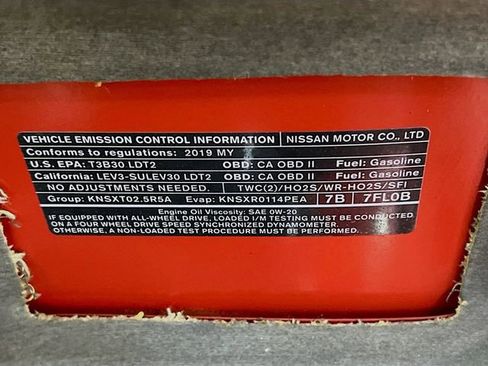 VEHICLE EMISSION CONTROL INFORMATION NISSAN MOTOR CO., LTD
Conforms to regulations: 2019 MY
U.S. EPA: T3B30 LDT2 OBD: CA OBD II Fuel: Gasoline
California: LEV3-SULEV30 LDT2 OBD: CA OBD II Fuel: Gasoline
NO ADJUSTMENTS NEEDED. TWC(2)/HO2S/WR-HO2S/SFI
Group: KNSXT02.5R5A Evap: KNSXR0114PEA 7B 7FL0B
Engine Oil Viscosity: SAE 0W-20
IF EQUIPPED WITH ALL-WHEEL DRIVE, LOADED I/M TESTING MUST BE CONDUCTED
ON A FOUR WHEEL DRIVE SPEED SYNCHRONIZED DYNAMOMETER.
OTHERWISE, A NON-LOADED TEST PROCEDURE MUST BE CONDUCTED.